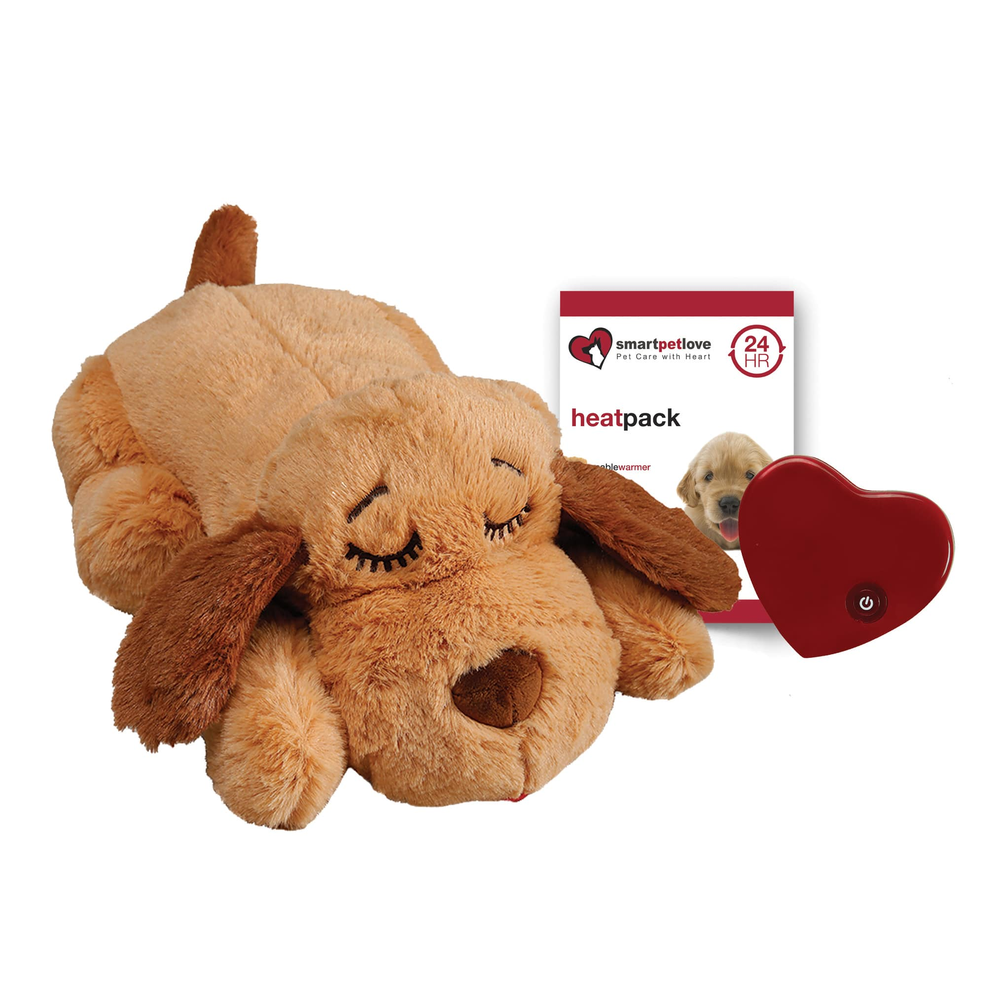 smartpetlove
Pet Care with Heart
24
HR
heatpack
warmer